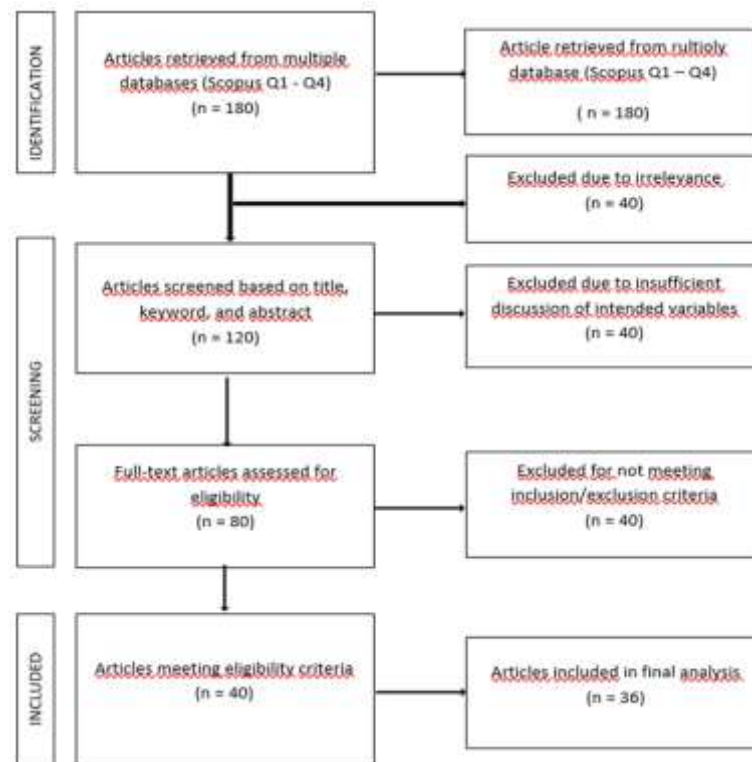 IDENTIFICATION
Articles retrieved from multiple
databases (Scopus Q1 - Q4)
(n = 180)
Article retrieved from rultioly
database (Scopus Q1 – Q4)
( n = 180)
Excluded due to irrelevance
(n = 40)
SCREENING
Articles screened based on title,
keyword, and abstract
(n = 120)
Excluded due to insufficient
discussion of intended variables
(n = 40)
Full-text articles assessed for
eligibility
(n = 80)
Excluded for not meeting
inclusion/exclusion criteria
(n = 40)
INCLUDED
Articles meeting eligibility criteria
(n = 40)
Articles included in final analysis
(n = 36)